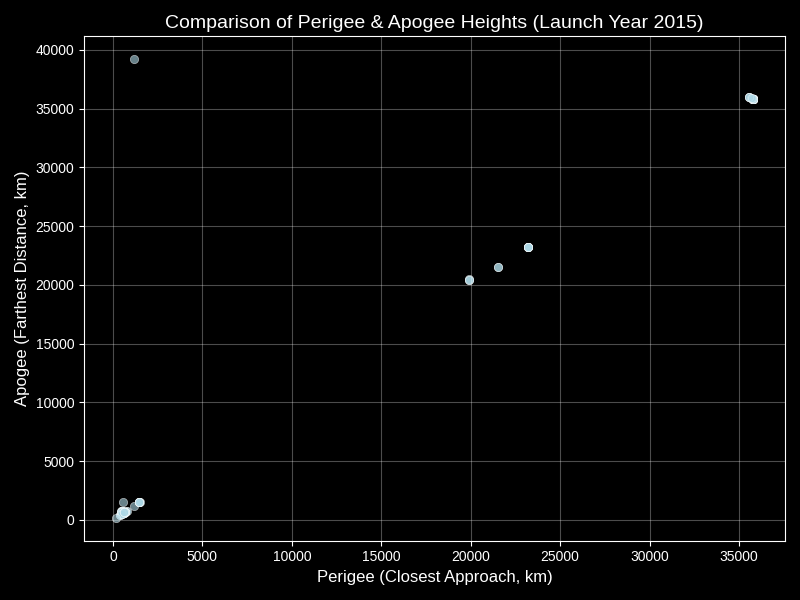 Comparison of Perigee & Apogee Heights (Launch Year 2015)
Apogee (Farthest Distance, km)
40000
35000
30000
25000
20000
15000
10000
5000
0
0 5000 10000 15000 20000 25000 30000 35000
Perigee (Closest Approach, km)